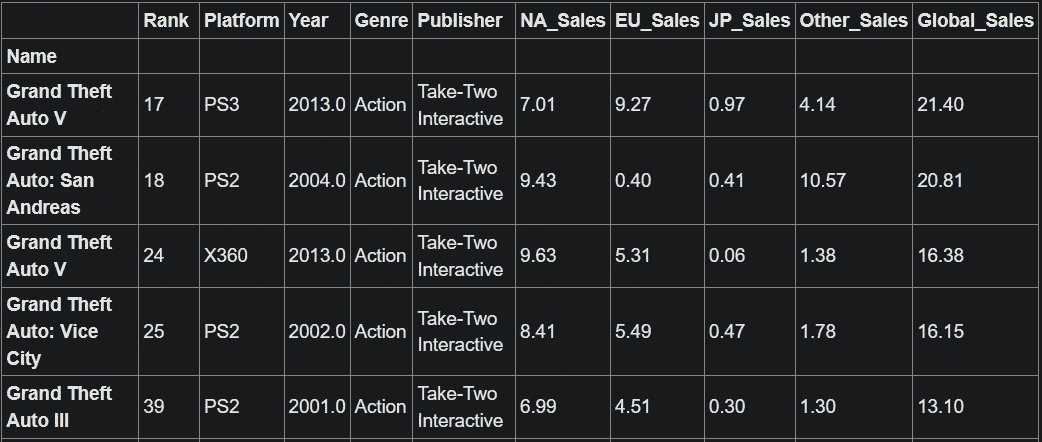 Rank Platform Year Genre Publisher NA_Sales EU_Sales JP_Sales Other_Sales Global_Sales
Name
Grand Theft
Auto V
17 PS3 2013.0 Action Take-Two
Interactive
7.01 9.27 0.97 4.14 21.40
Grand Theft
Auto: San
Andreas
18 PS2 2004.0 Action Take-Two
Interactive
9.43 0.40 0.41 10.57 20.81
Grand Theft
Auto V
24 X360 2013.0 Action Take-Two
Interactive
9.63 5.31 0.06 1.38 16.38
Grand Theft
Auto: Vice
City
25 PS2 2002.0 Action Take-Two
Interactive
8.41 5.49 0.47 1.78 16.15
Grand Theft
Auto III
39 PS2 2001.0 Action Take-Two
Interactive
6.99 4.51 0.30 1.30 13.10